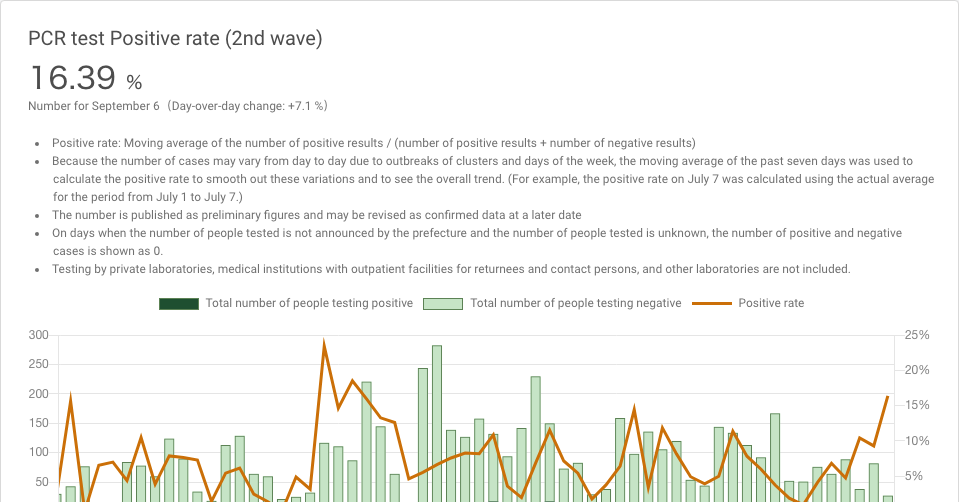 PCR test Positive rate (2nd wave)
16.39 %
Number for September 6 (Day-over-day change: +7.1 %)
• Positive rate: Moving average of the number of positive results / (number of positive results + number of negative results)
• Because the number of cases may vary from day to day due to outbreaks of clusters and days of the week, the moving average of the past seven days was used to
calculate the positive rate to smooth out these variations and to see the overall trend. (For example, the positive rate on July 7 was calculated using the actual average
for the period from July 1 to July 7.)
• The number is published as preliminary figures and may be revised as confirmed data at a later date
• On days when the number of people tested is not announced by the prefecture and the number of people tested is unknown, the number of positive and negative
cases is shown as 0.
• Testing by private laboratories, medical institutions with outpatient facilities for returnees and contact persons, and other laboratories are not included.
Total number of people testing positive Total number of people testing negative Positive rate
300 25%
250 20%
200 15%
150 10%
100 5%
50